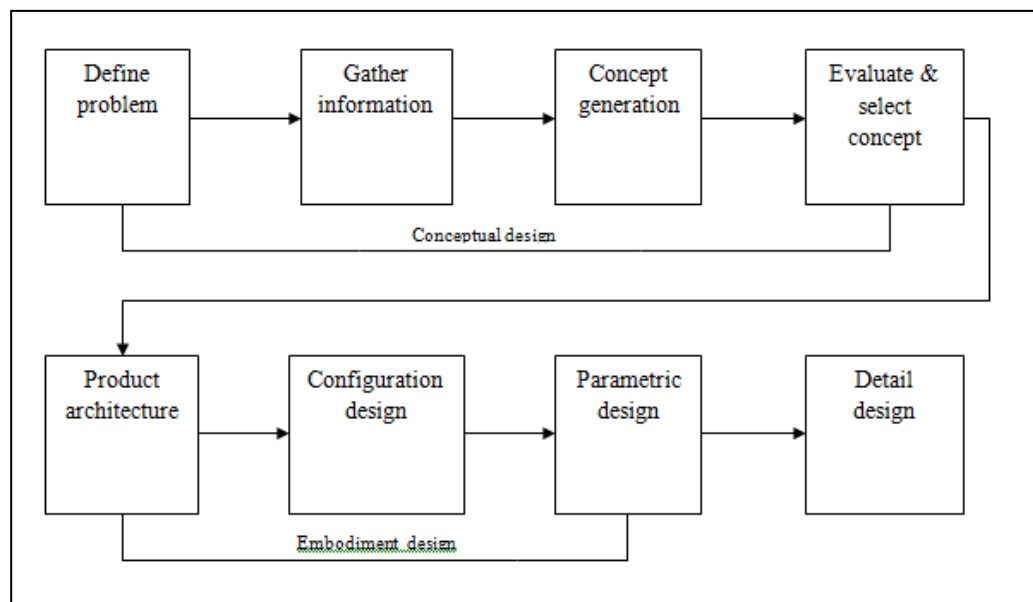 Define
problem
Gather
information
Concept
generation
Evaluate &
select
concept
Conceptual design
Product
architecture
Configuration
design
Parametric
design
Detail
design
Embodiment design